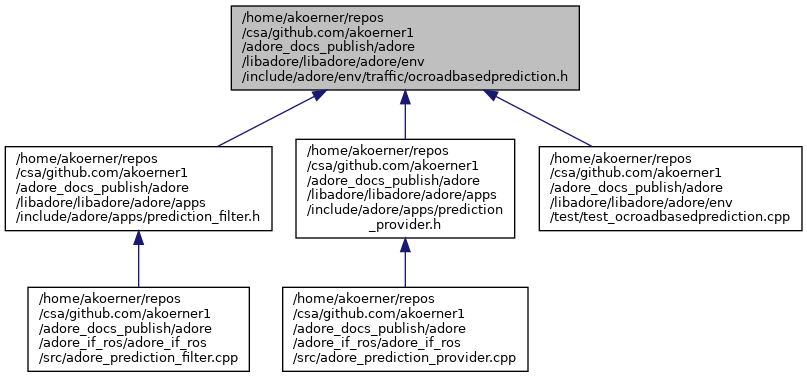 /home/akoerner/repos
/csa/github.com/akoerner1
/adore_docs_publish/adore
/libadore/libadore/adore/env
/include/adore/env/traffic/ocroadbasedprediction.h
/home/akoerner/repos
/csa/github.com/akoerner1
/adore_docs_publish/adore
/libadore/libadore/adore/apps
/include/adore/apps/prediction_filter.h
/home/akoerner/repos
/csa/github.com/akoerner1
/adore_docs_publish/adore
/libadore/libadore/adore/apps
/include/adore/apps/prediction
_provider.h
/home/akoerner/repos
/csa/github.com/akoerner1
/adore_docs_publish/adore
/libadore/libadore/adore/env
/test/test_ocroadbasedprediction.cpp
/home/akoerner/repos
/csa/github.com/akoerner1
/adore_docs_publish/adore
/adore_if_ros/adore_if_ros
/src/adore_prediction_filter.cpp
/home/akoerner/repos
/csa/github.com/akoerner1
/adore_docs_publish/adore
/adore_if_ros/adore_if_ros
/src/adore_prediction_provider.cpp